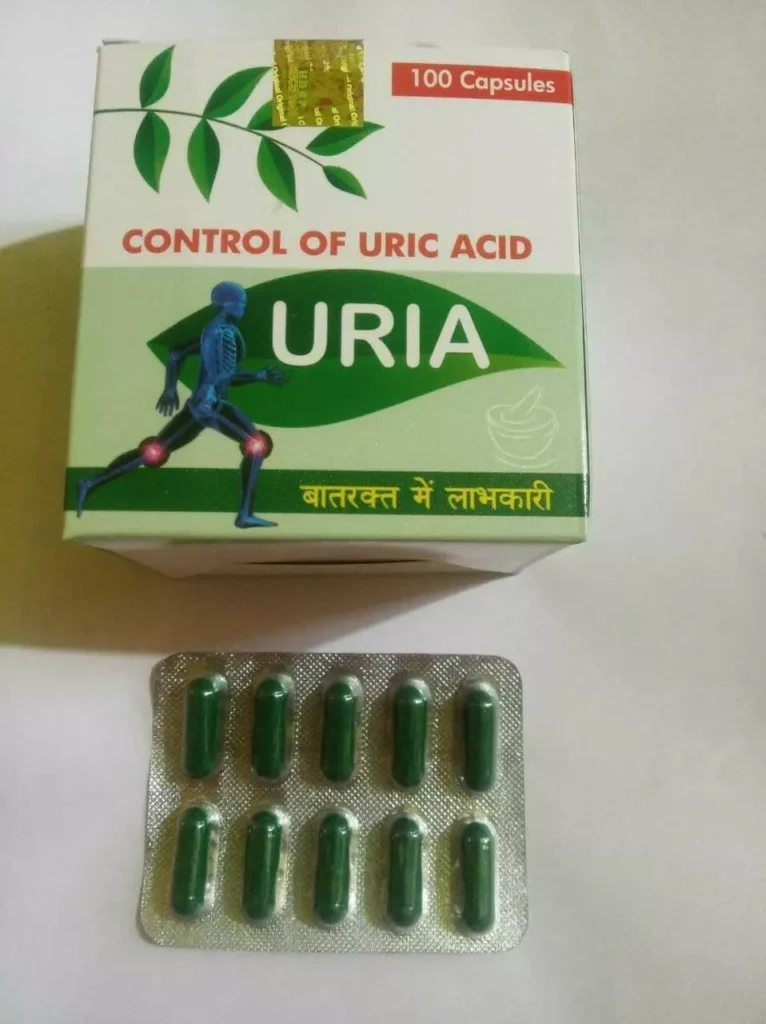 100 Capsules
CONTROL OF URIC ACID
URIA
बातरक्त में लाभकारी